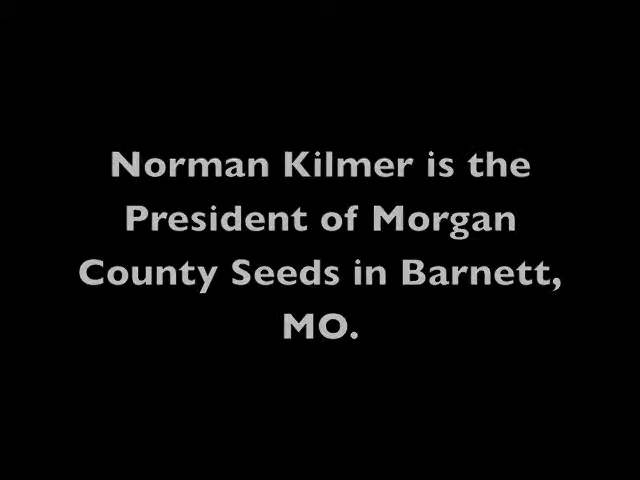 Norman Kilmer is the
President of Morgan
County Seeds in Barnett,
MO.